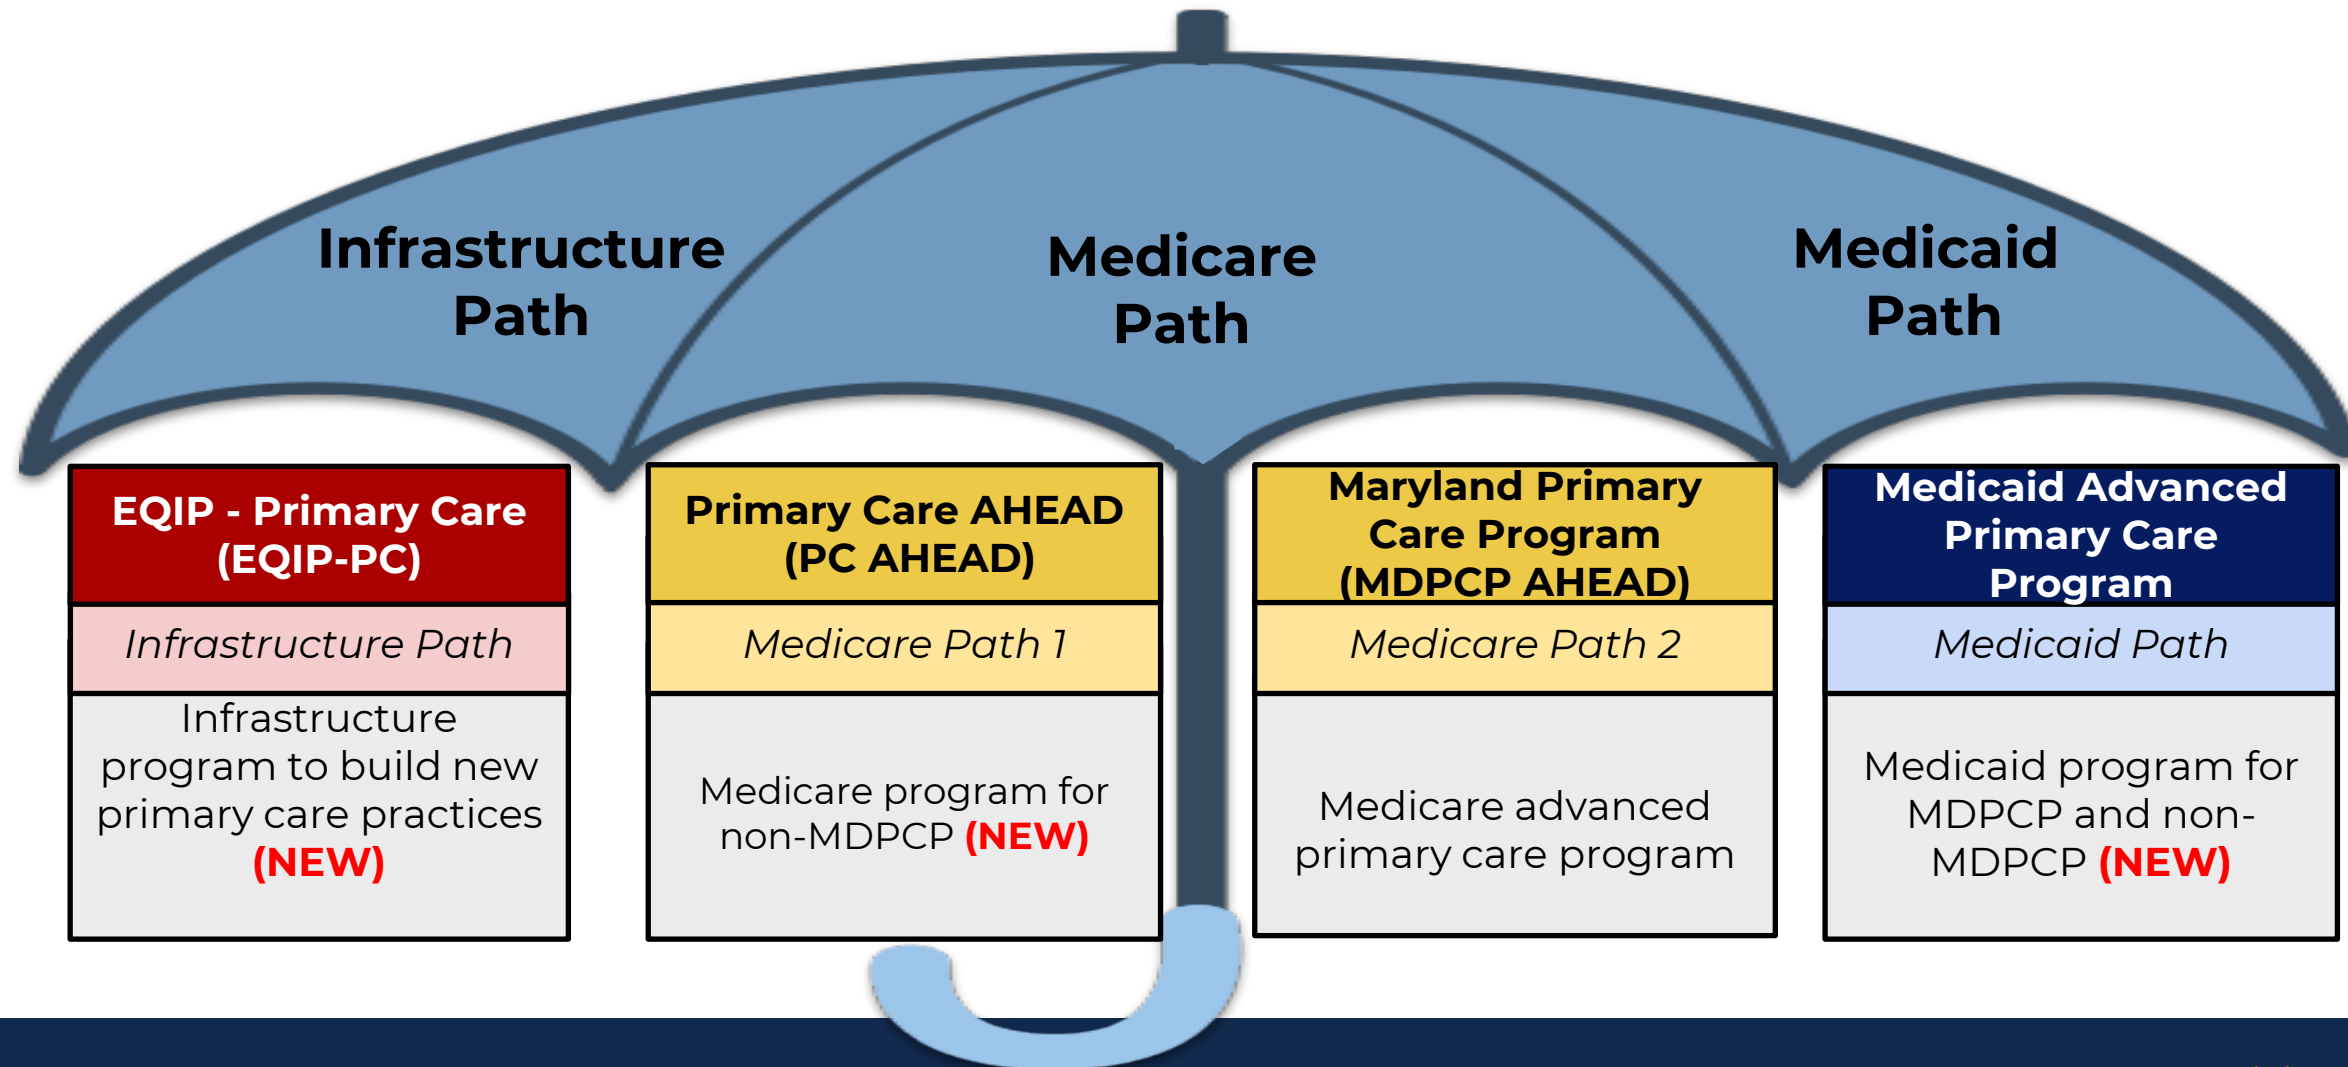 Infrastructure
Path
Medicare
Path
Medicaid
Path
EQIP - Primary Care
(EQIP-PC)
Infrastructure Path
Infrastructure
program to build new
primary care practices
(NEW)
Primary Care AHEAD
(PC AHEAD)
Medicare Path 1
Medicare program for
non-MDPCP (NEW)
Maryland Primary
Care Program
(MDPCP AHEAD)
Medicare Path 2
Medicare advanced
primary care program
Medicaid Advanced
Primary Care
Program
Medicaid Path
Medicaid program for
MDPCP and non-
MDPCP (NEW)